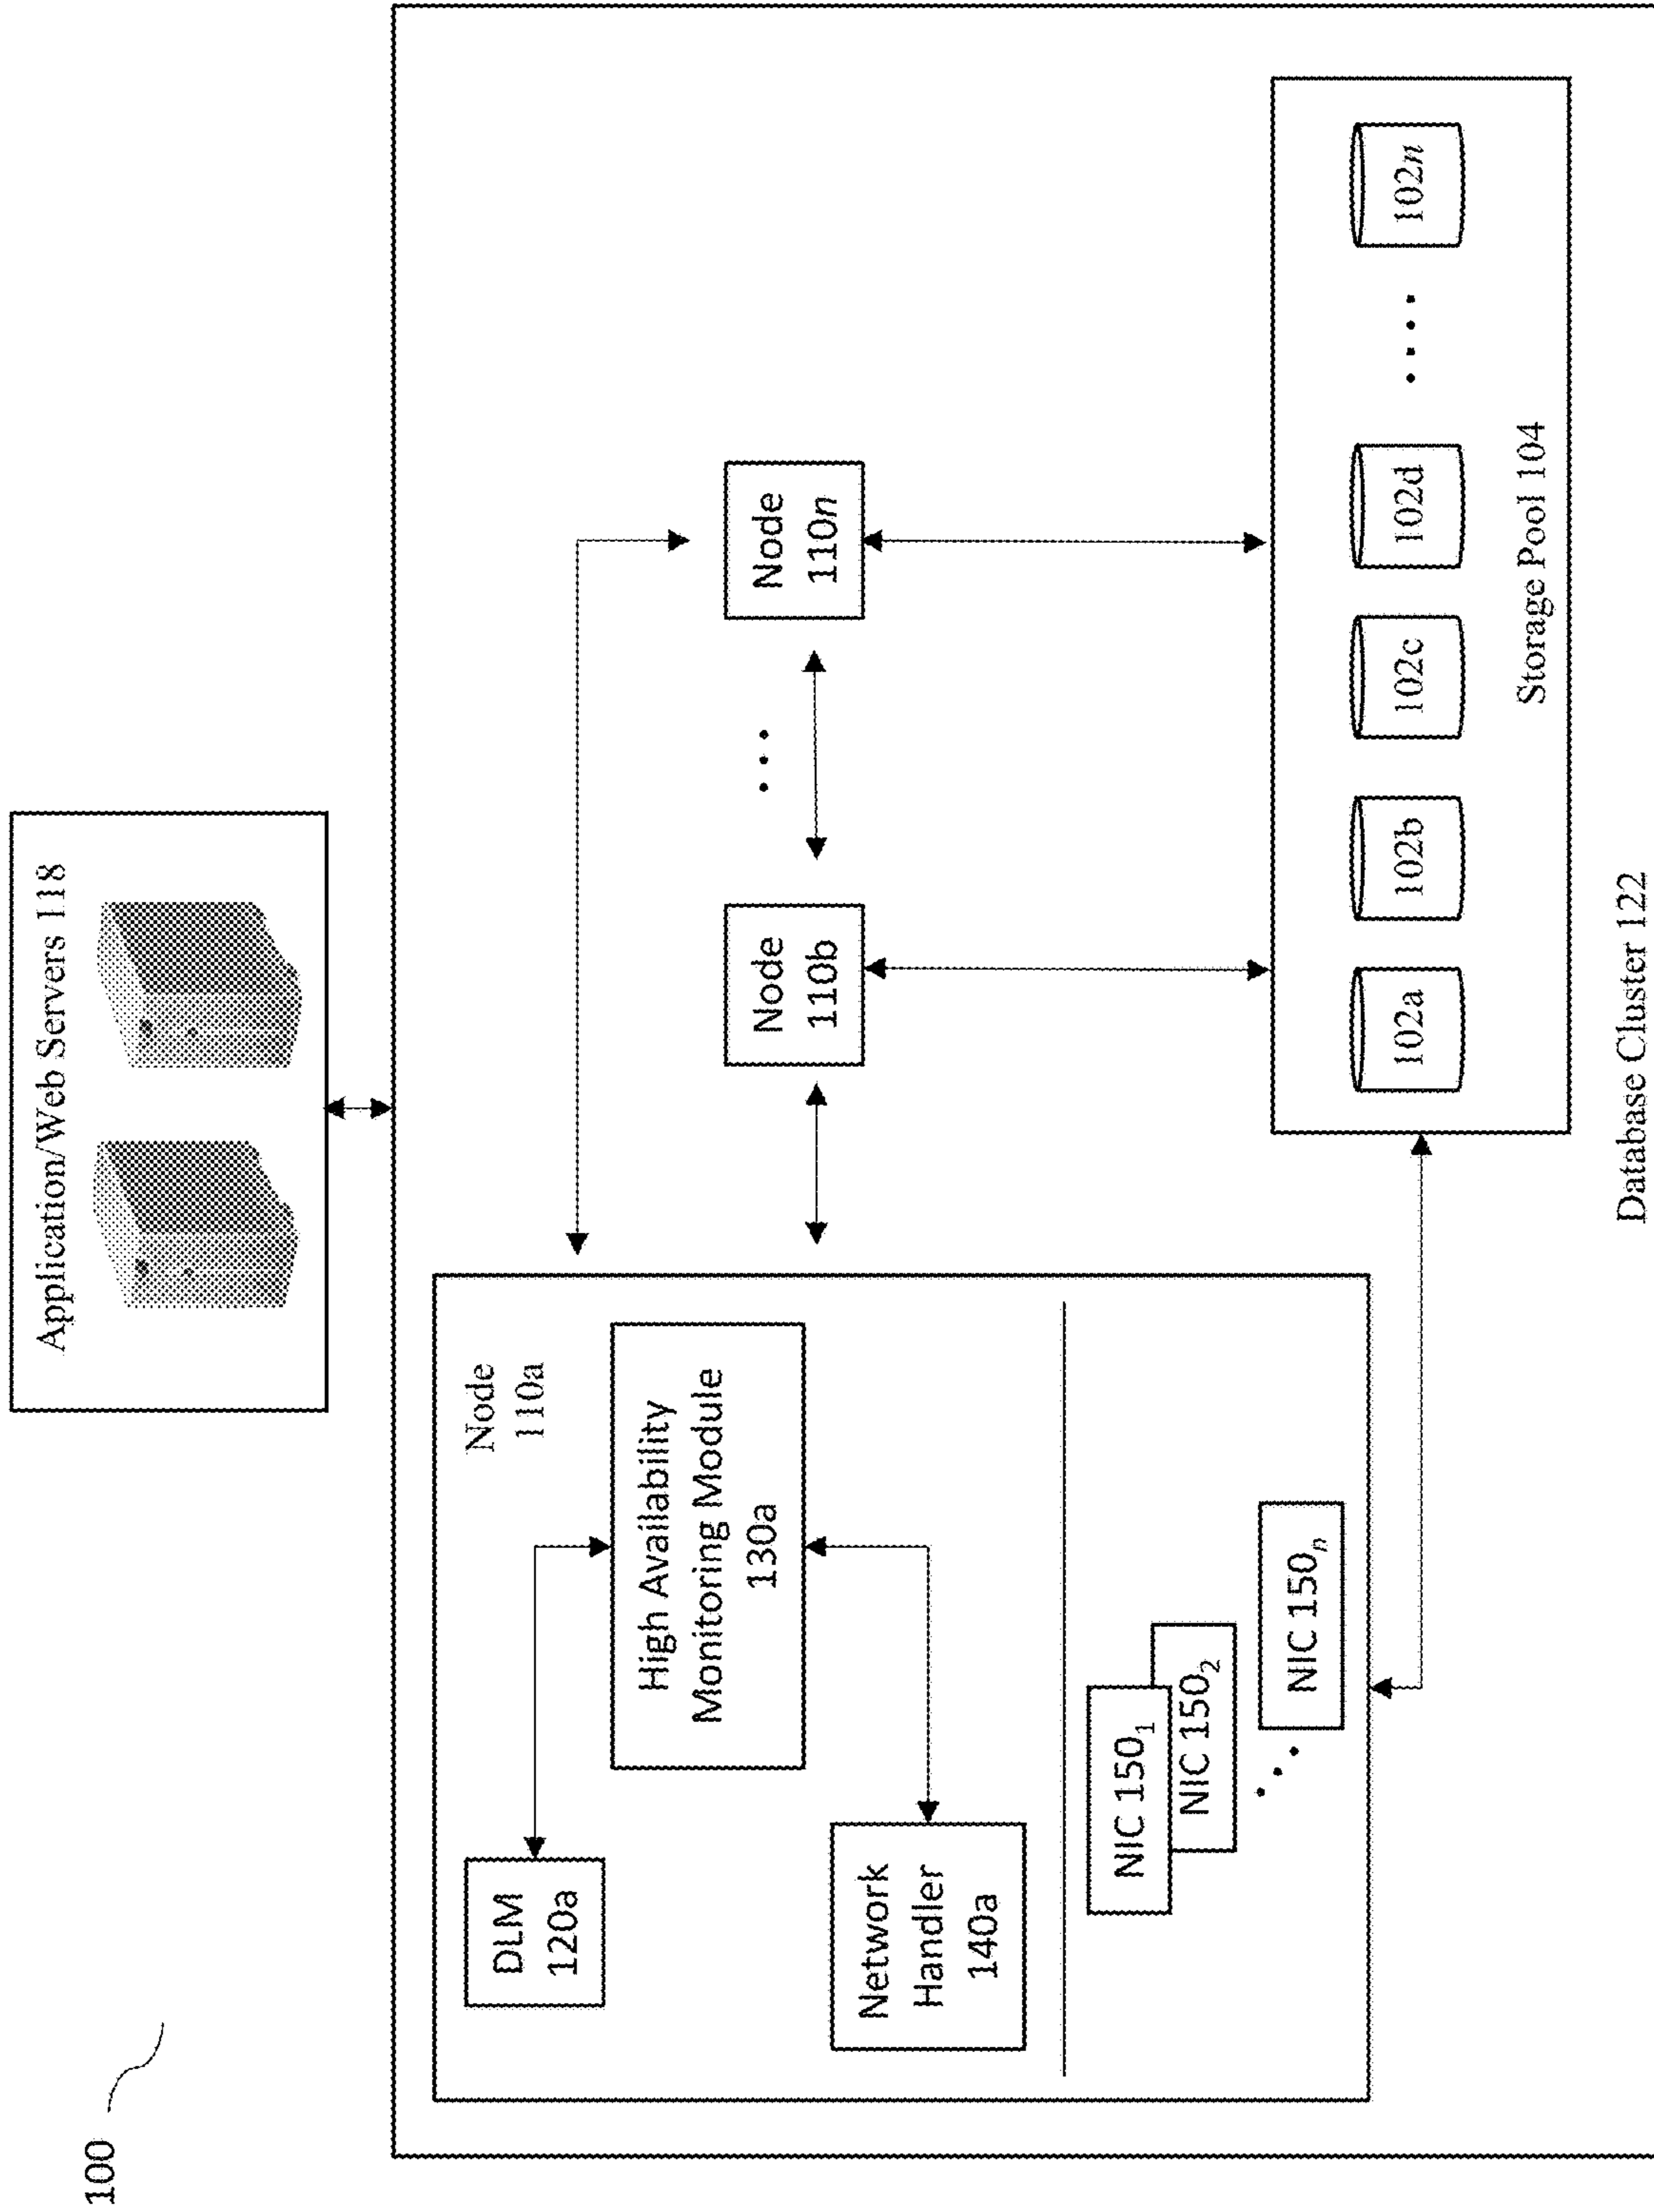 100
Application/Web Servers 118
Node
110a
DLM
120a
High Availability
Monitoring Module
130a
Network
Handler
140a
NIC 150₁
NIC 150₂
NIC 150ₙ
Node
110b
Node
110n
102a
102b
102c
102d
102n
Storage Pool 104
Database Cluster 122